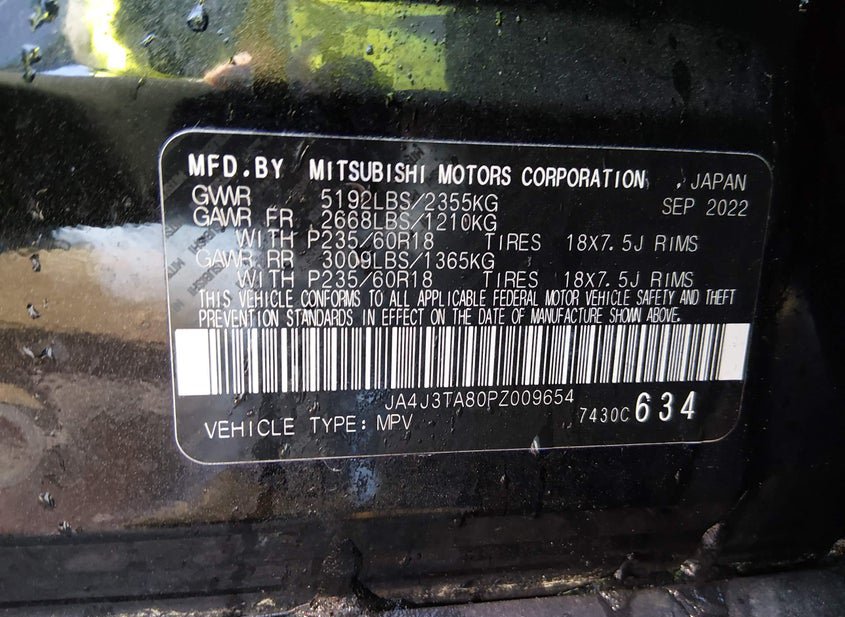 MFD.BY MITSUBISHI MOTORS CORPORATION , JAPAN
GVWR 5192LBS/2355KG SEP 2022
GAWR FR 2668LBS/1210KG
WITH P235/60R18 TIRES 18X7.5J RIMS
GAWR RR 3009LBS/1365KG
WITH P235/60R18 TIRES 18X7.5J RIMS
THIS VEHICLE CONFORMS TO ALL APPLICABLE FEDERAL MOTOR VEHICLE SAFETY AND THEFT
PREVENTION STANDARDS IN EFFECT ON THE DATE OF MANUFACTURE SHOWN ABOVE.
JA4J3TA80PZ009654
VEHICLE TYPE: MPV 7430C 634